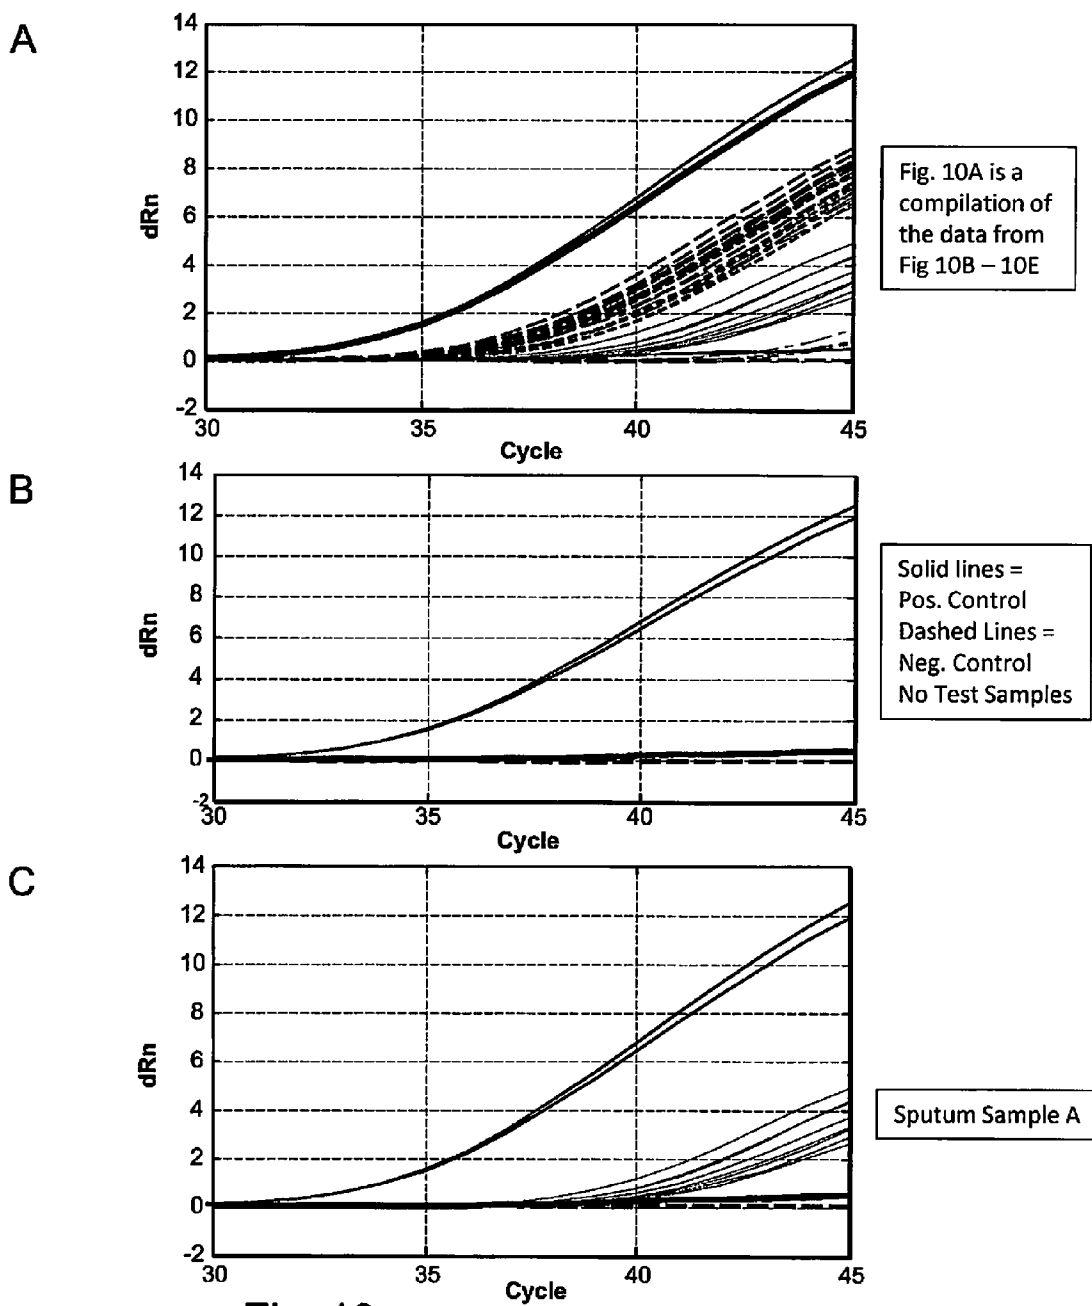 A
14
12
10
8
6
4
2
0
-2
dRn
30 35 40 45
Cycle
Fig. 10A is a
compilation of
the data from
Fig 10B – 10E
B
14
12
10
8
6
4
2
0
-2
dRn
30 35 40 45
Cycle
Solid lines =
Pos. Control
Dashed Lines =
Neg. Control
No Test Samples
C
14
12
10
8
6
4
2
0
-2
dRn
30 35 40 45
Cycle
Sputum Sample A